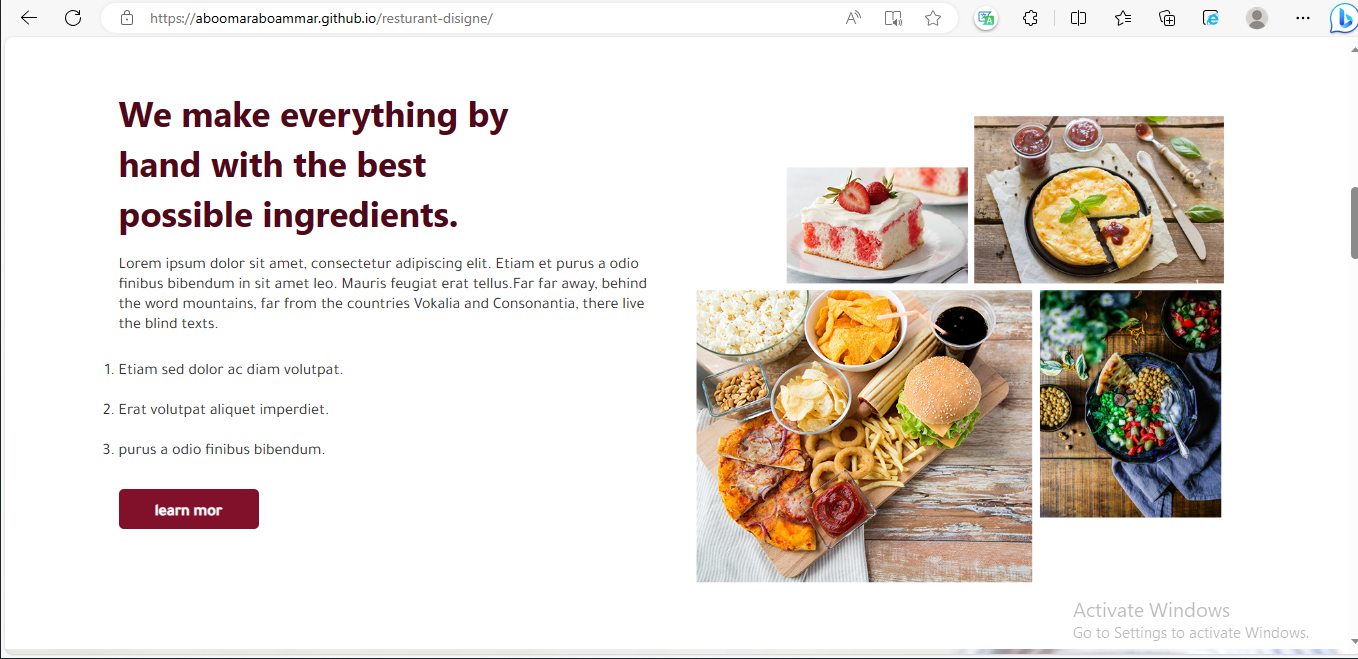 https://aboomaraboammar.github.io/resturant-disigne/
We make everything by
hand with the best
possible ingredients.
Lorem ipsum dolor sit amet, consectetur adipiscing elit. Etiam et purus a odio
finibus bibendum in sit amet leo. Mauris feugiat erat tellus.Far far away, behind
the word mountains, far from the countries Vokalia and Consonantia, there live
the blind texts.
1. Etiam sed dolor ac diam volutpat.
2. Erat volutpat aliquet imperdiet.
3. purus a odio finibus bibendum.
learn mor
Activate Windows
Go to Settings to activate Windows.